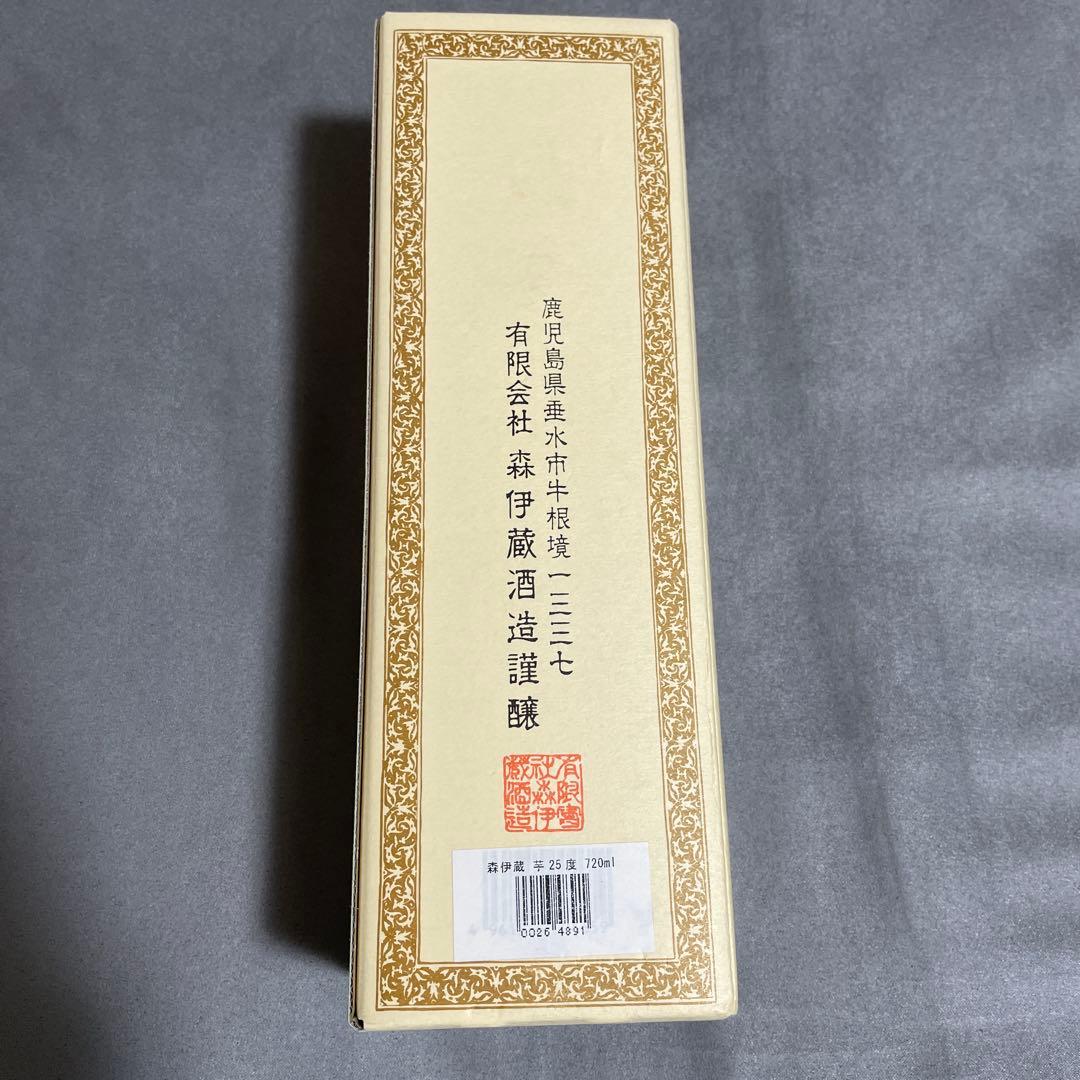 鹿児島県垂水市牛根境一三三七
有限会社 森伊蔵酒造謹醸
有限會
社森伊
蔵酒造
森伊蔵 芋 25度 720ml
0026 4891